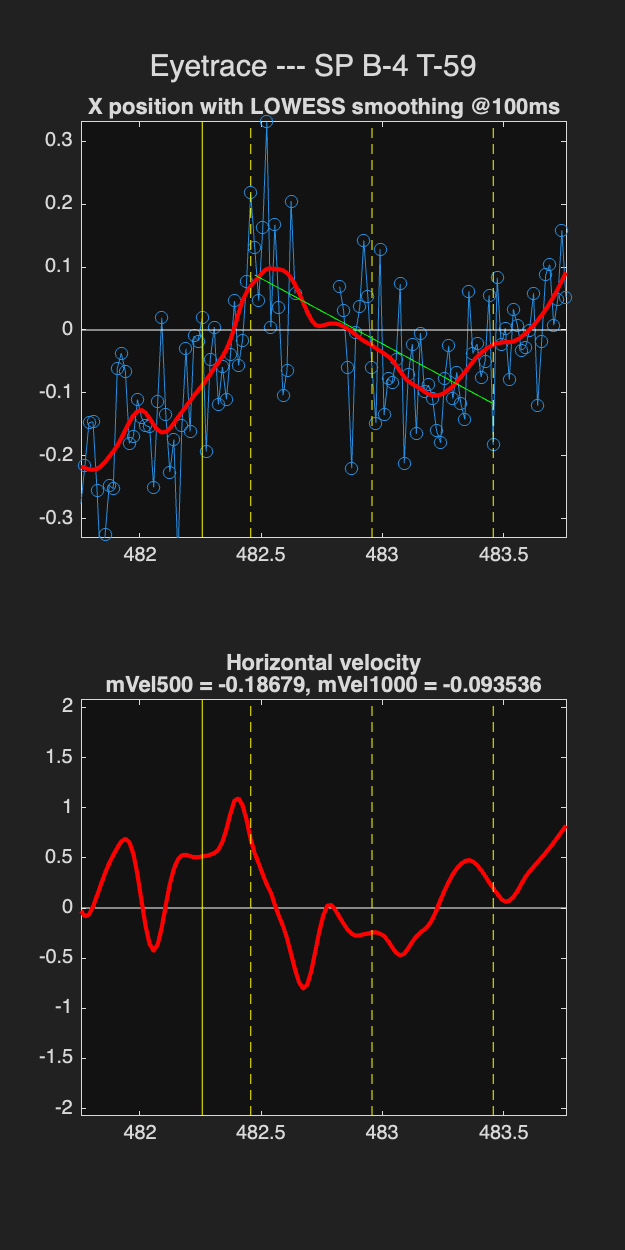 Eyetrace --- SP B-4 T-59
X position with LOWESS smoothing @100ms
0.3
0.2
0.1
0
-0.1
-0.2
-0.3
482 482.5 483 483.5
Horizontal velocity
mVel500 = -0.18679, mVel1000 = -0.093536
2
1.5
1
0.5
0
-0.5
-1
-1.5
-2
482 482.5 483 483.5